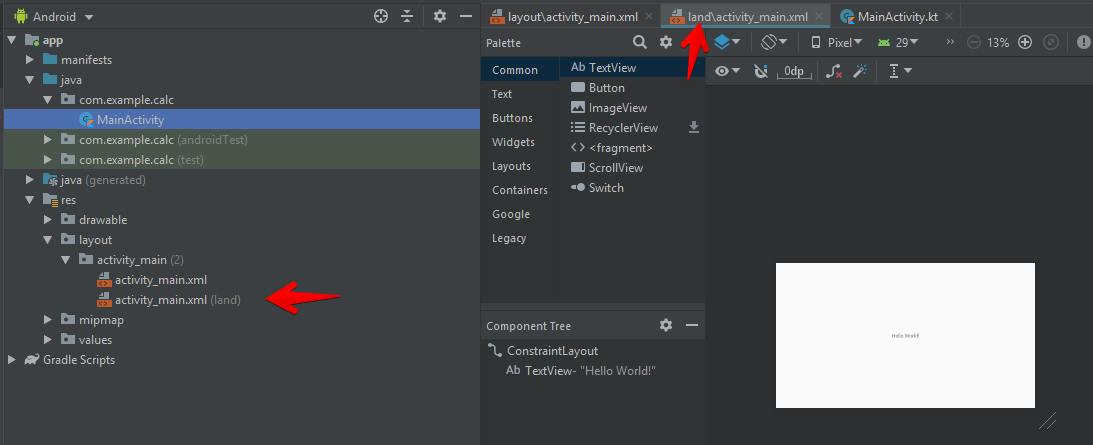 Android
app
manifests
java
com.example.calc
MainActivity
com.example.calc (androidTest)
com.example.calc (test)
java (generated)
res
drawable
layout
activity_main (2)
activity_main.xml
activity_main.xml (land)
mipmap
values
Gradle Scripts
layout\activity_main.xml
land\activity_main.xml
MainActivity.kt
Palette
Pixel
29
13%
Common
Text
Buttons
Widgets
Layouts
Containers
Google
Legacy
Ab TextView
Button
ImageView
RecyclerView
<> <fragment>
ScrollView
Switch
0dp
Hello World!
Component Tree
ConstraintLayout
Ab TextView- "Hello World!"